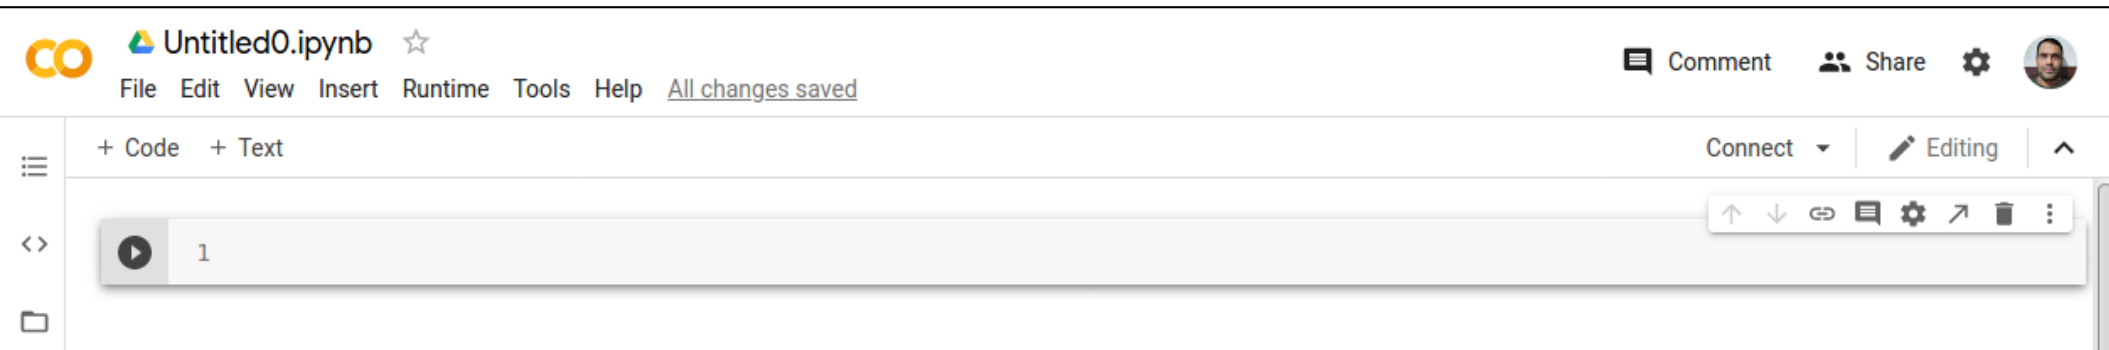 Untitled0.ipynb
Comment Share
File Edit View Insert Runtime Tools Help All changes saved
+ Code + Text Connect Editing
1